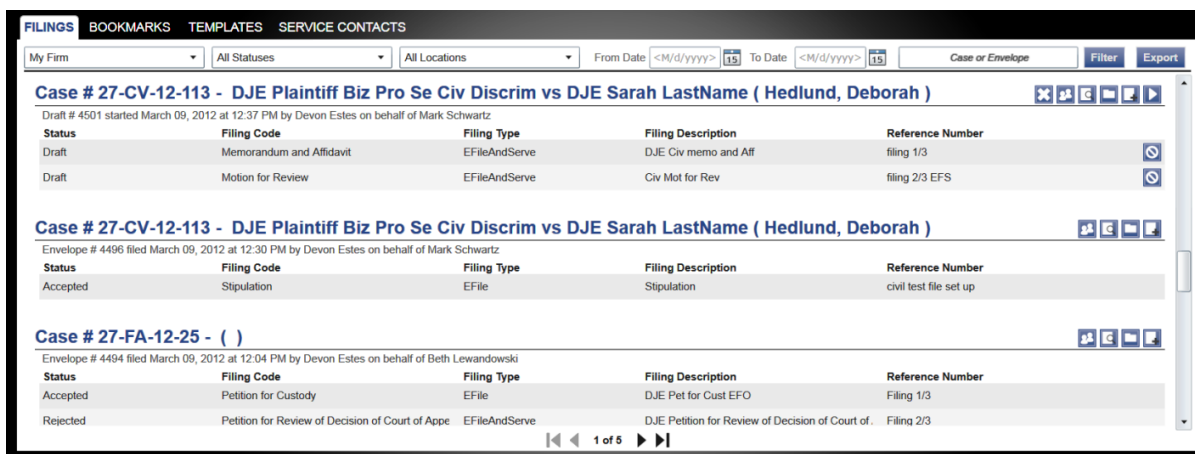 FILINGS BOOKMARKS TEMPLATES SERVICE CONTACTS
My Firm All Statuses All Locations From Date <M/d/yyyy> 15 To Date <M/d/yyyy> 15 Case or Envelope Filter Export
Case # 27-CV-12-113 - DJE Plaintiff Biz Pro Se Civ Discrim vs DJE Sarah LastName ( Hedlund, Deborah )
Draft # 4501 started March 09, 2012 at 12:37 PM by Devon Estes on behalf of Mark Schwartz
Status Filing Code Filing Type Filing Description Reference Number
Draft Memorandum and Affidavit EFileAndServe DJE Civ memo and Aff filing 1/3
Draft Motion for Review EFileAndServe Civ Mot for Rev filing 2/3 EFS
Case # 27-CV-12-113 - DJE Plaintiff Biz Pro Se Civ Discrim vs DJE Sarah LastName ( Hedlund, Deborah )
Envelope # 4496 filed March 09, 2012 at 12:30 PM by Devon Estes on behalf of Mark Schwartz
Status Filing Code Filing Type Filing Description Reference Number
Accepted Stipulation EFile Stipulation civil test file set up
Case # 27-FA-12-25 - ( )
Envelope # 4494 filed March 09, 2012 at 12:04 PM by Devon Estes on behalf of Beth Lewandowski
Status Filing Code Filing Type Filing Description Reference Number
Accepted Petition for Custody EFile DJE Pet for Cust EFO Filing 1/3
Rejected Petition for Review of Decision of Court of Appe EFileAndServe DJE Petition for Review of Decision of Court of. Filing 2/3
1 of 5